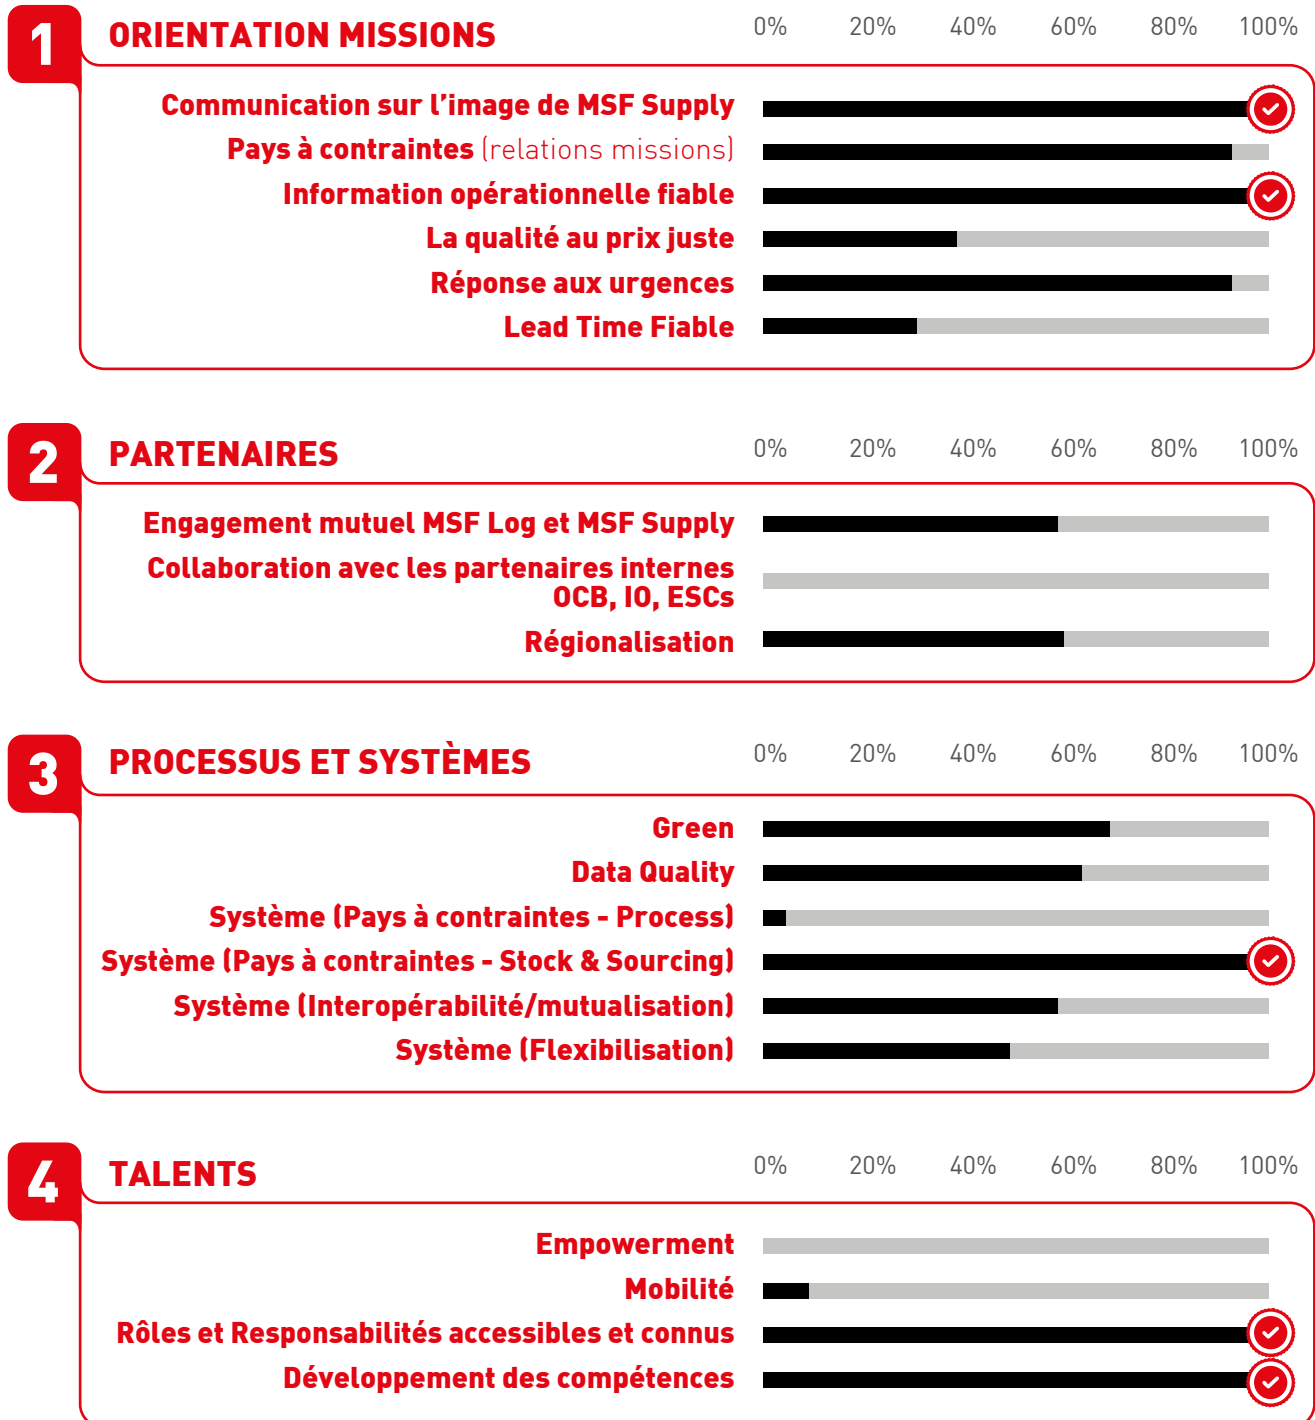 1 ORIENTATION MISSIONS 0% 20% 40% 60% 80% 100%
Communication sur l’image de MSF Supply
Pays à contraintes (relations missions)
Information opérationnelle fiable
La qualité au prix juste
Réponse aux urgences
Lead Time Fiable
2 PARTENAIRES 0% 20% 40% 60% 80% 100%
Engagement mutuel MSF Log et MSF Supply
Collaboration avec les partenaires internes
OCB, IO, ESCs
Régionalisation
3 PROCESSUS ET SYSTÈMES 0% 20% 40% 60% 80% 100%
Green
Data Quality
Système (Pays à contraintes - Process)
Système (Pays à contraintes - Stock & Sourcing)
Système (Interopérabilité/mutualisation)
Système (Flexibilisation)
4 TALENTS 0% 20% 40% 60% 80% 100%
Empowerment
Mobilité
Rôles et Responsabilités accessibles et connus
Développement des compétences